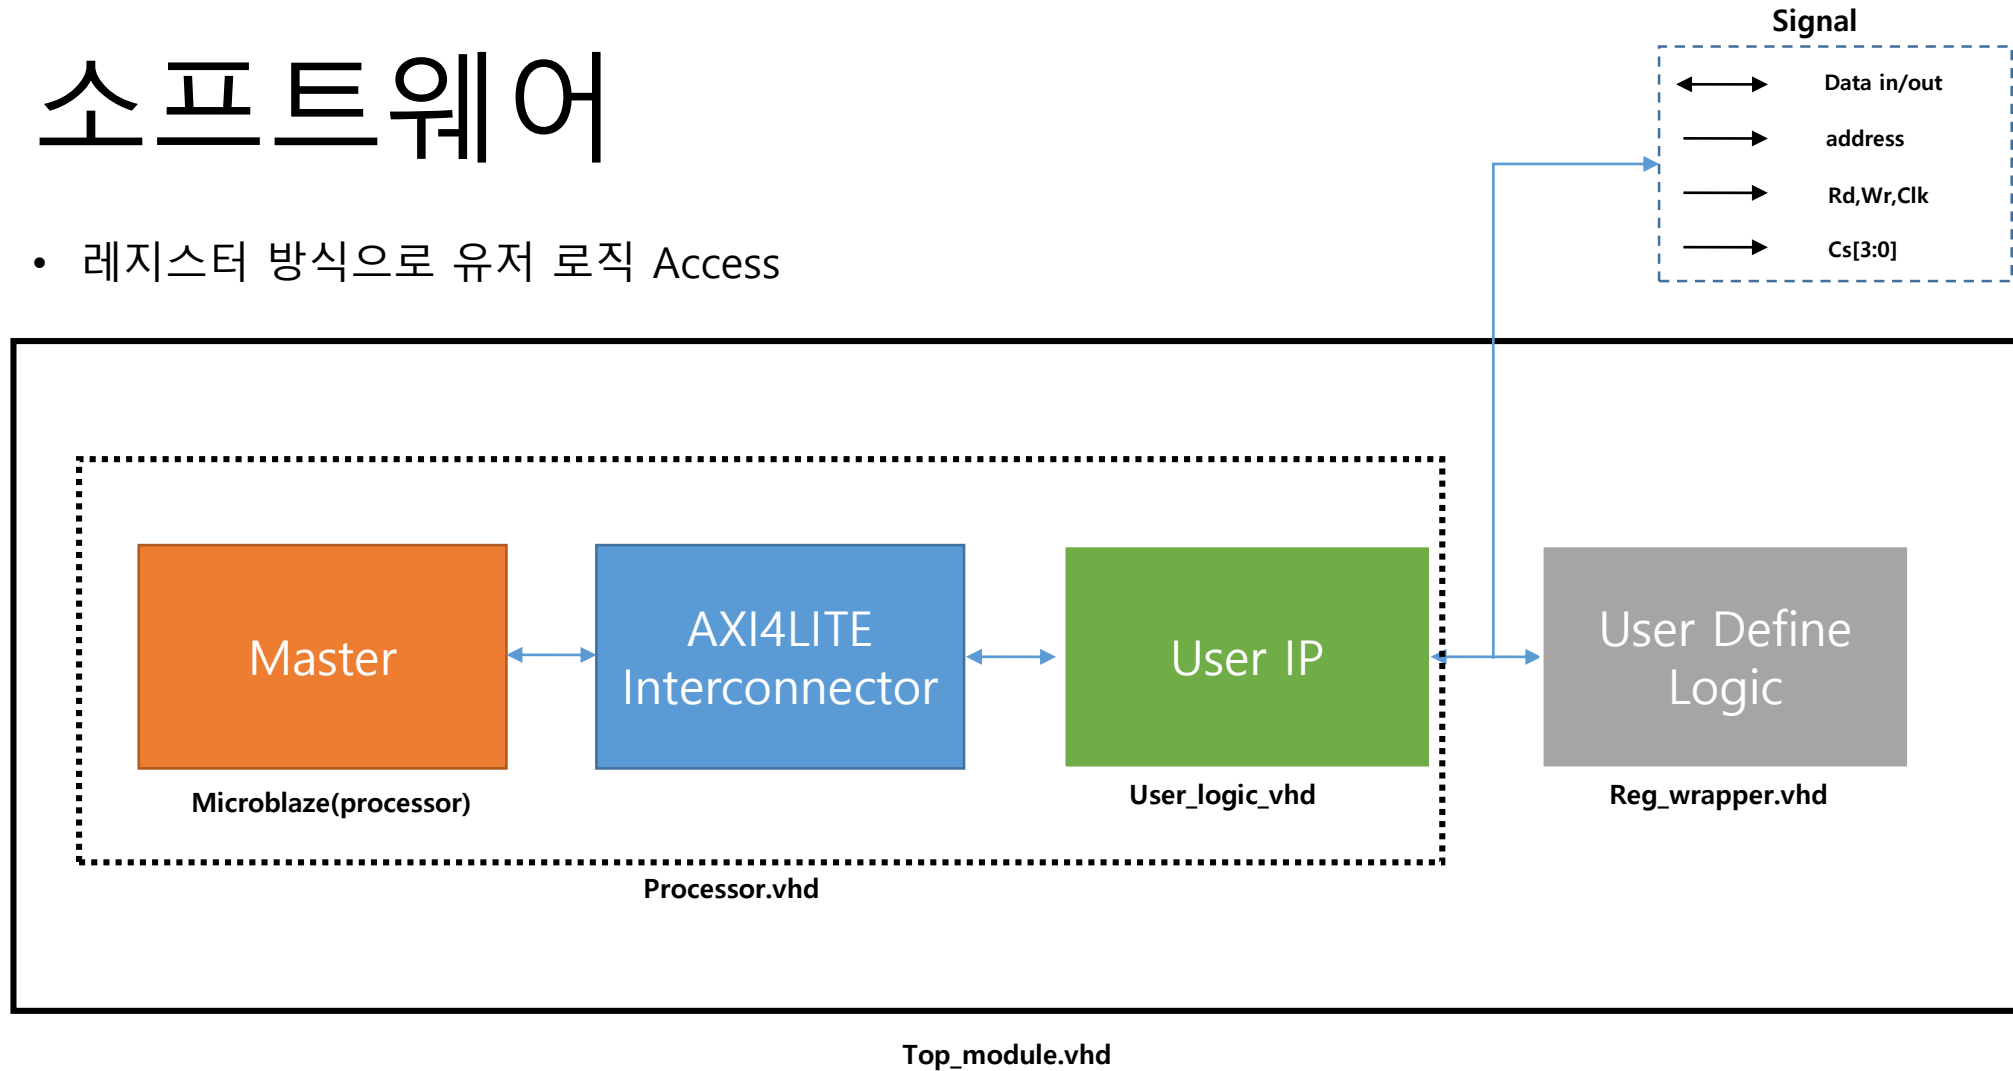 소프트웨어
• 레지스터 방식으로 유저 로직 Access
Signal
Data in/out
address
Rd,Wr,Clk
Cs[3:0]
Master
AXI4LITE
Interconnector
User IP
User Define
Logic
Microblaze(processor)
User_logic_vhd
Reg_wrapper.vhd
Processor.vhd
Top_module.vhd